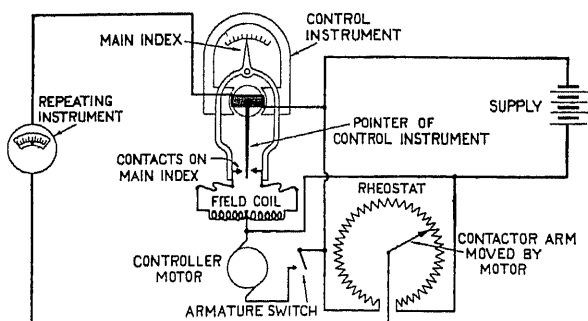 CONTROL
INSTRUMENT
MAIN INDEX
REPEATING
INSTRUMENT
SUPPLY
POINTER OF
CONTROL INSTRUMENT
CONTACTS ON
MAIN INDEX
FIELD COIL
RHEOSTAT
CONTROLLER
MOTOR
CONTACTOR ARM
MOVED BY
MOTOR
ARMATURE SWITCH